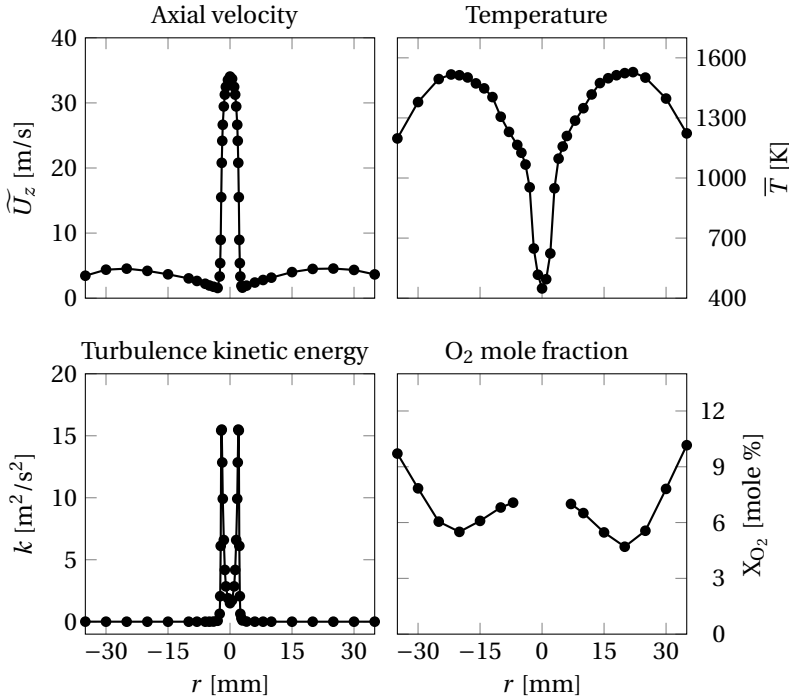 Axial velocity
Temperature
40
30
20
10
0
Ũ_z [m/s]
1600
1300
1000
700
400
T̅ [K]
Turbulence kinetic energy
O₂ mole fraction
20
15
10
5
0
k [m²/s²]
12
9
6
3
0
X_O₂ [mole %]
−30 −15 0 15 30
−30 −15 0 15 30
r [mm]
r [mm]